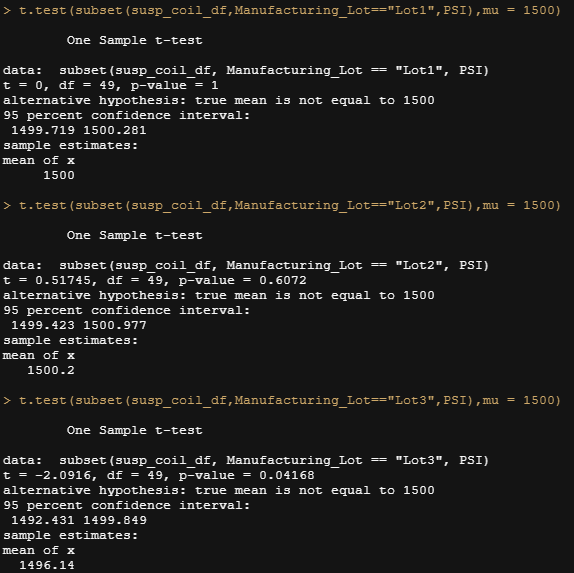 > t.test(subset(susp_coil_df,Manufacturing_Lot=="Lot1",PSI),mu = 1500)
One Sample t-test
data:  subset(susp_coil_df, Manufacturing_Lot == "Lot1", PSI)
t = 0, df = 49, p-value = 1
alternative hypothesis: true mean is not equal to 1500
95 percent confidence interval:
1499.719 1500.281
sample estimates:
mean of x
1500
> t.test(subset(susp_coil_df,Manufacturing_Lot=="Lot2",PSI),mu = 1500)
One Sample t-test
data:  subset(susp_coil_df, Manufacturing_Lot == "Lot2", PSI)
t = 0.51745, df = 49, p-value = 0.6072
alternative hypothesis: true mean is not equal to 1500
95 percent confidence interval:
1499.423 1500.977
sample estimates:
mean of x
1500.2
> t.test(subset(susp_coil_df,Manufacturing_Lot=="Lot3",PSI),mu = 1500)
One Sample t-test
data:  subset(susp_coil_df, Manufacturing_Lot == "Lot3", PSI)
t = -2.0916, df = 49, p-value = 0.04168
alternative hypothesis: true mean is not equal to 1500
95 percent confidence interval:
1492.431 1499.849
sample estimates:
mean of x
1496.14